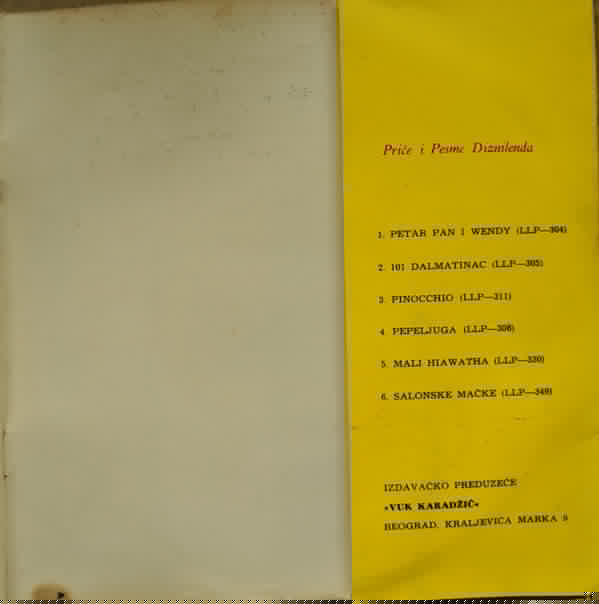 Priče i Pesme Diznilenda
1. PETAR PAN I WENDY (LLP—304)
2. 101 DALMATINAC (LLP—305)
3. PINOCCHIO (LLP—311)
4. PEPELJUGA (LLP—308)
5. MALI HIAWATHA (LLP—330)
6. SALONSKE MAČKE (LLP—349)
IZDAVAČKO PREDUZEĆE
»VUK KARADŽIĆ«
BEOGRAD, KRALJEVIĆA MARKA 9